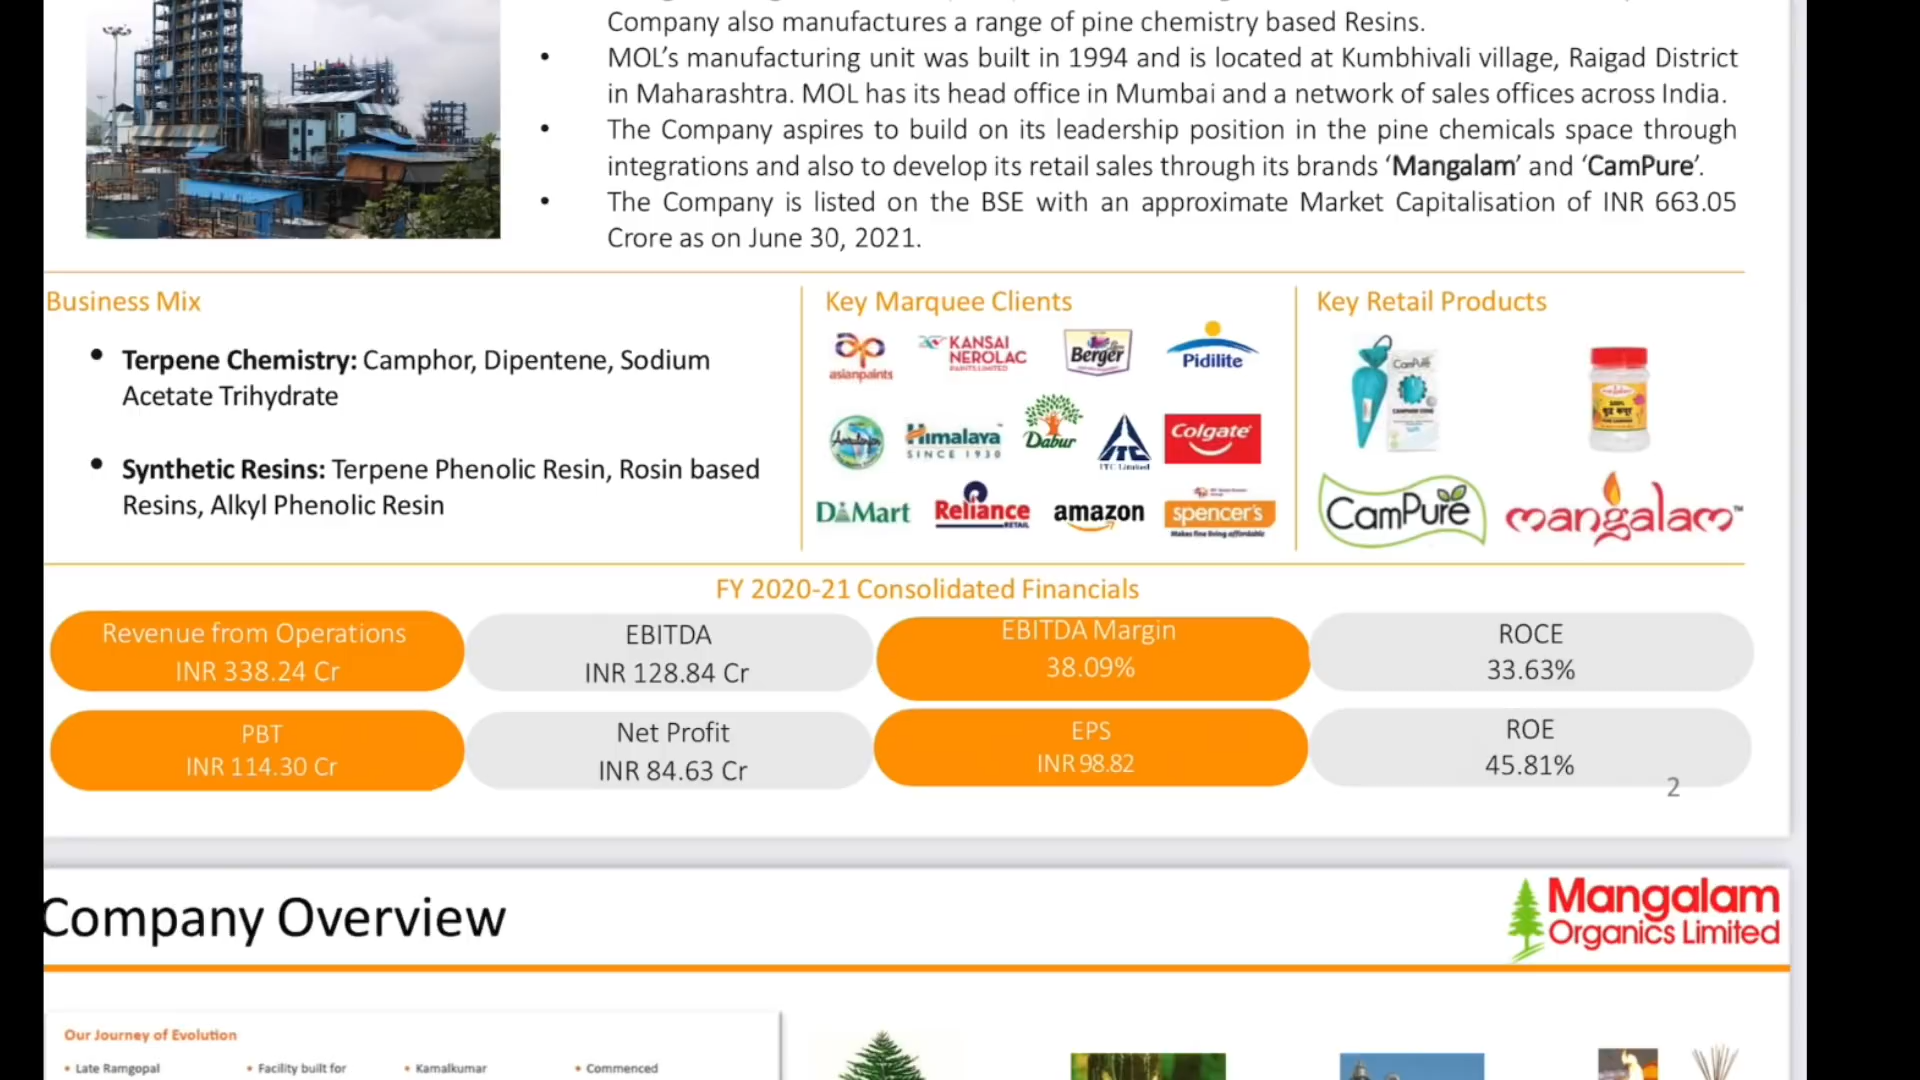 Company also manufactures a range of pine chemistry based Resins.
• MOL's manufacturing unit was built in 1994 and is located at Kumbhivali village, Raigad District
in Maharashtra. MOL has its head office in Mumbai and a network of sales offices across India.
• The Company aspires to build on its leadership position in the pine chemicals space through
integrations and also to develop its retail sales through its brands 'Mangalam' and 'CamPure'.
• The Company is listed on the BSE with an approximate Market Capitalisation of INR 663.05
Crore as on June 30, 2021.
Business Mix
• Terpene Chemistry: Camphor, Dipentene, Sodium
Acetate Trihydrate
• Synthetic Resins: Terpene Phenolic Resin, Rosin based
Resins, Alkyl Phenolic Resin
Key Marquee Clients
asianpaints
KANSAI
NEROLAC
PAINTS LIMITED
Berger
Pidilite
Himalaya
SINCE 1930
Dabur
ITC Limited
Colgate
DMart
Reliance
RETAIL
amazon
spencer's
Makes fine living affordable
Key Retail Products
CamPure
CamPure
mangalam™
FY 2020-21 Consolidated Financials
Revenue from Operations
INR 338.24 Cr
EBITDA
INR 128.84 Cr
EBITDA Margin
38.09%
ROCE
33.63%
PBT
INR 114.30 Cr
Net Profit
INR 84.63 Cr
EPS
INR 98.82
ROE
45.81%
2
Company Overview
Mangalam
Organics Limited
Our Journey of Evolution
• Late Ramgopal
• Facility built for
• Kamalkumar
• Commenced